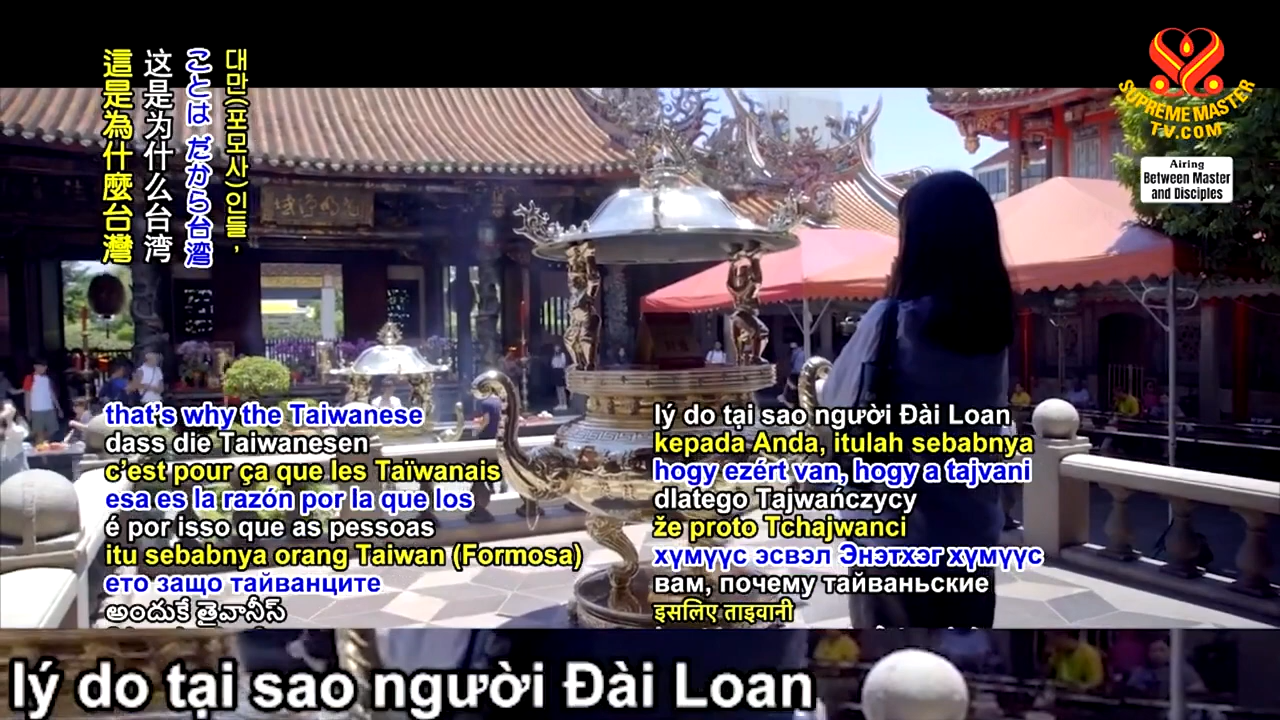 這是為什麼台灣
这是为什么台湾
ことは だから台湾
대만(포모사)인들,
SUPREME MASTER
TV.COM
Airing
Between Master
and Disciples
that's why the Taiwanese
dass die Taiwanesen
c'est pour ça que les Taïwanais
esa es la razón por la que los
é por isso que as pessoas
itu sebabnya orang Taiwan (Formosa)
ето защо тайванците
అందుకే తైవానీస్
lý do tại sao người Đài Loan
kepada Anda, itulah sebabnya
hogy ezért van, hogy a tajvani
dlatego Tajwańczycy
že proto Tchajwanci
хүмүүс эсвэл Энэтхэг хүмүүс
вам, почему тайваньские
इसलिए ताइवानी
lý do tại sao người Đài Loan